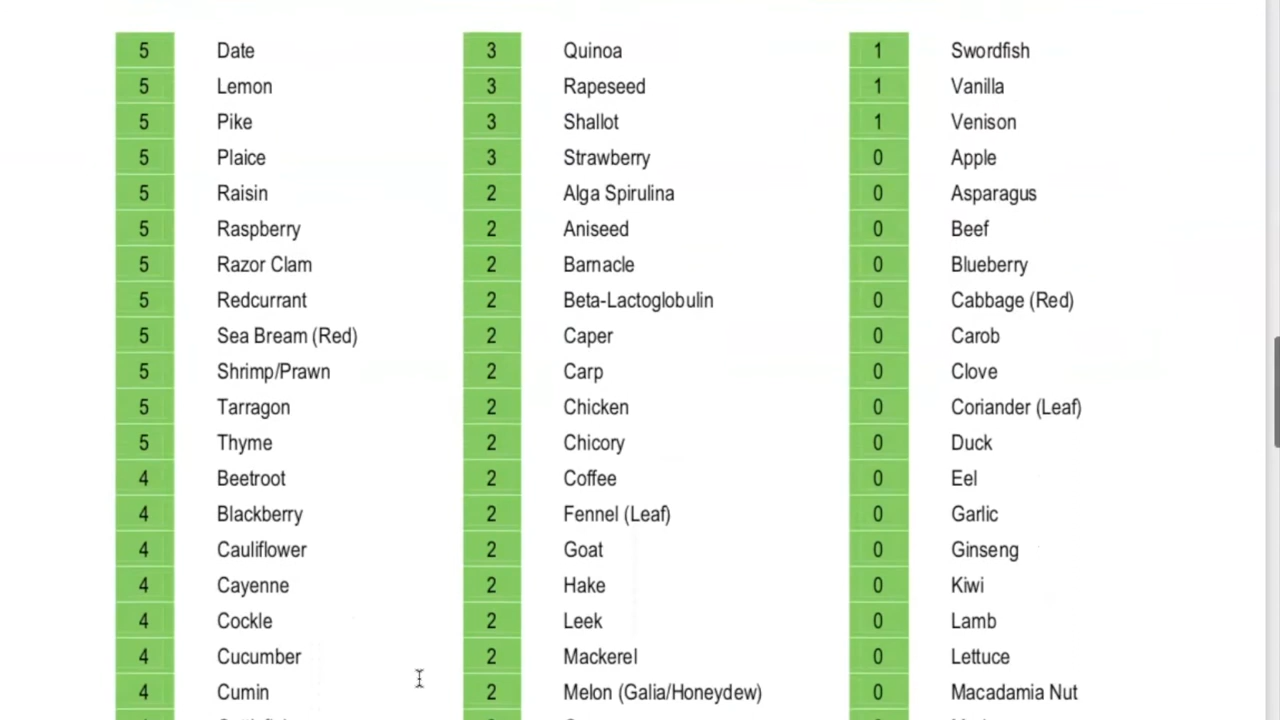 5 Date 3 Quinoa 1 Swordfish
5 Lemon 3 Rapeseed 1 Vanilla
5 Pike 3 Shallot 1 Venison
5 Plaice 3 Strawberry 0 Apple
5 Raisin 2 Alga Spirulina 0 Asparagus
5 Raspberry 2 Aniseed 0 Beef
5 Razor Clam 2 Barnacle 0 Blueberry
5 Redcurrant 2 Beta-Lactoglobulin 0 Cabbage (Red)
5 Sea Bream (Red) 2 Caper 0 Carob
5 Shrimp/Prawn 2 Carp 0 Clove
5 Tarragon 2 Chicken 0 Coriander (Leaf)
5 Thyme 2 Chicory 0 Duck
4 Beetroot 2 Coffee 0 Eel
4 Blackberry 2 Fennel (Leaf) 0 Garlic
4 Cauliflower 2 Goat 0 Ginseng
4 Cayenne 2 Hake 0 Kiwi
4 Cockle 2 Leek 0 Lamb
4 Cucumber 2 Mackerel 0 Lettuce
4 Cumin 2 Melon (Galia/Honeydew) 0 Macadamia Nut